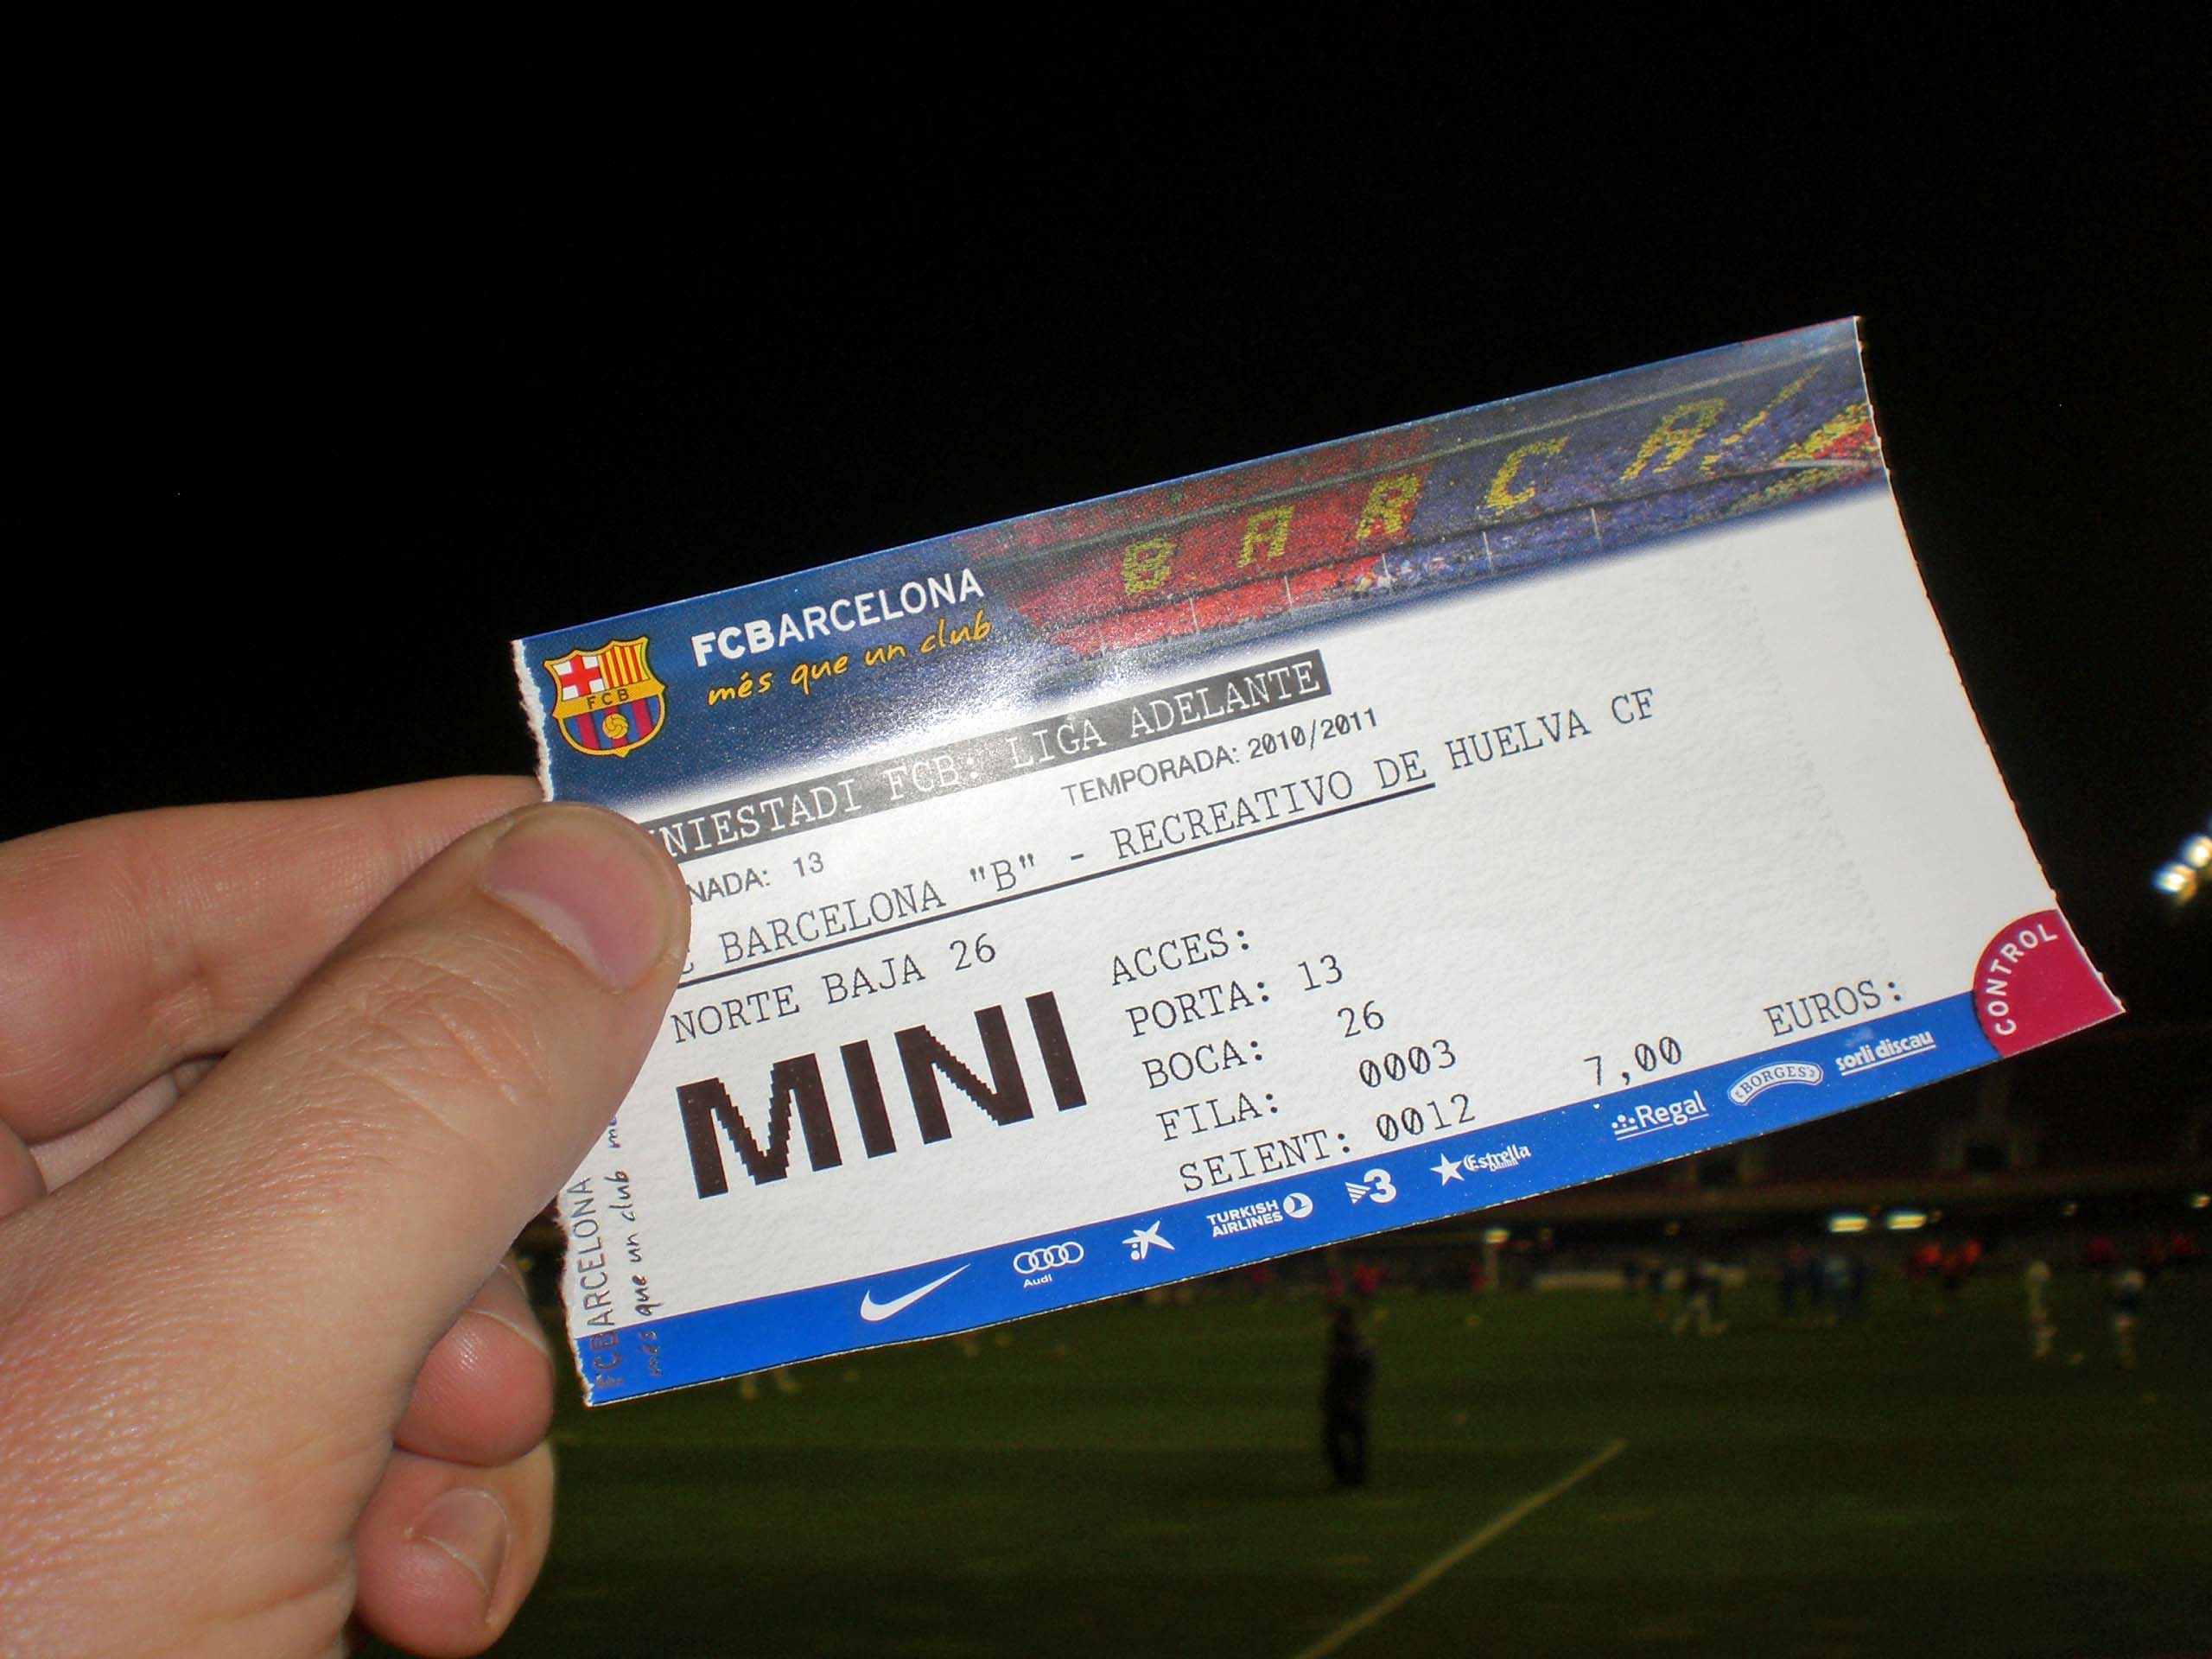 FCBARCELONA
més que un club
BARÇA
FCB
NIESTADI FCB: LIGA ADELANTE
NADA: 13 TEMPORADA: 2010/2011
BARCELONA "B" - RECREATIVO DE HUELVA CF
NORTE BAJA 26
MINI
ACCES:
PORTA: 13
BOCA: 26
FILA: 0003
SEIENT: 0012
7,00 EUROS:
CONTROL
Audi
TURKISH AIRLINES
3
Estrella
Regal
BORGES
sorli discau
FCBARCELONA
més que un club